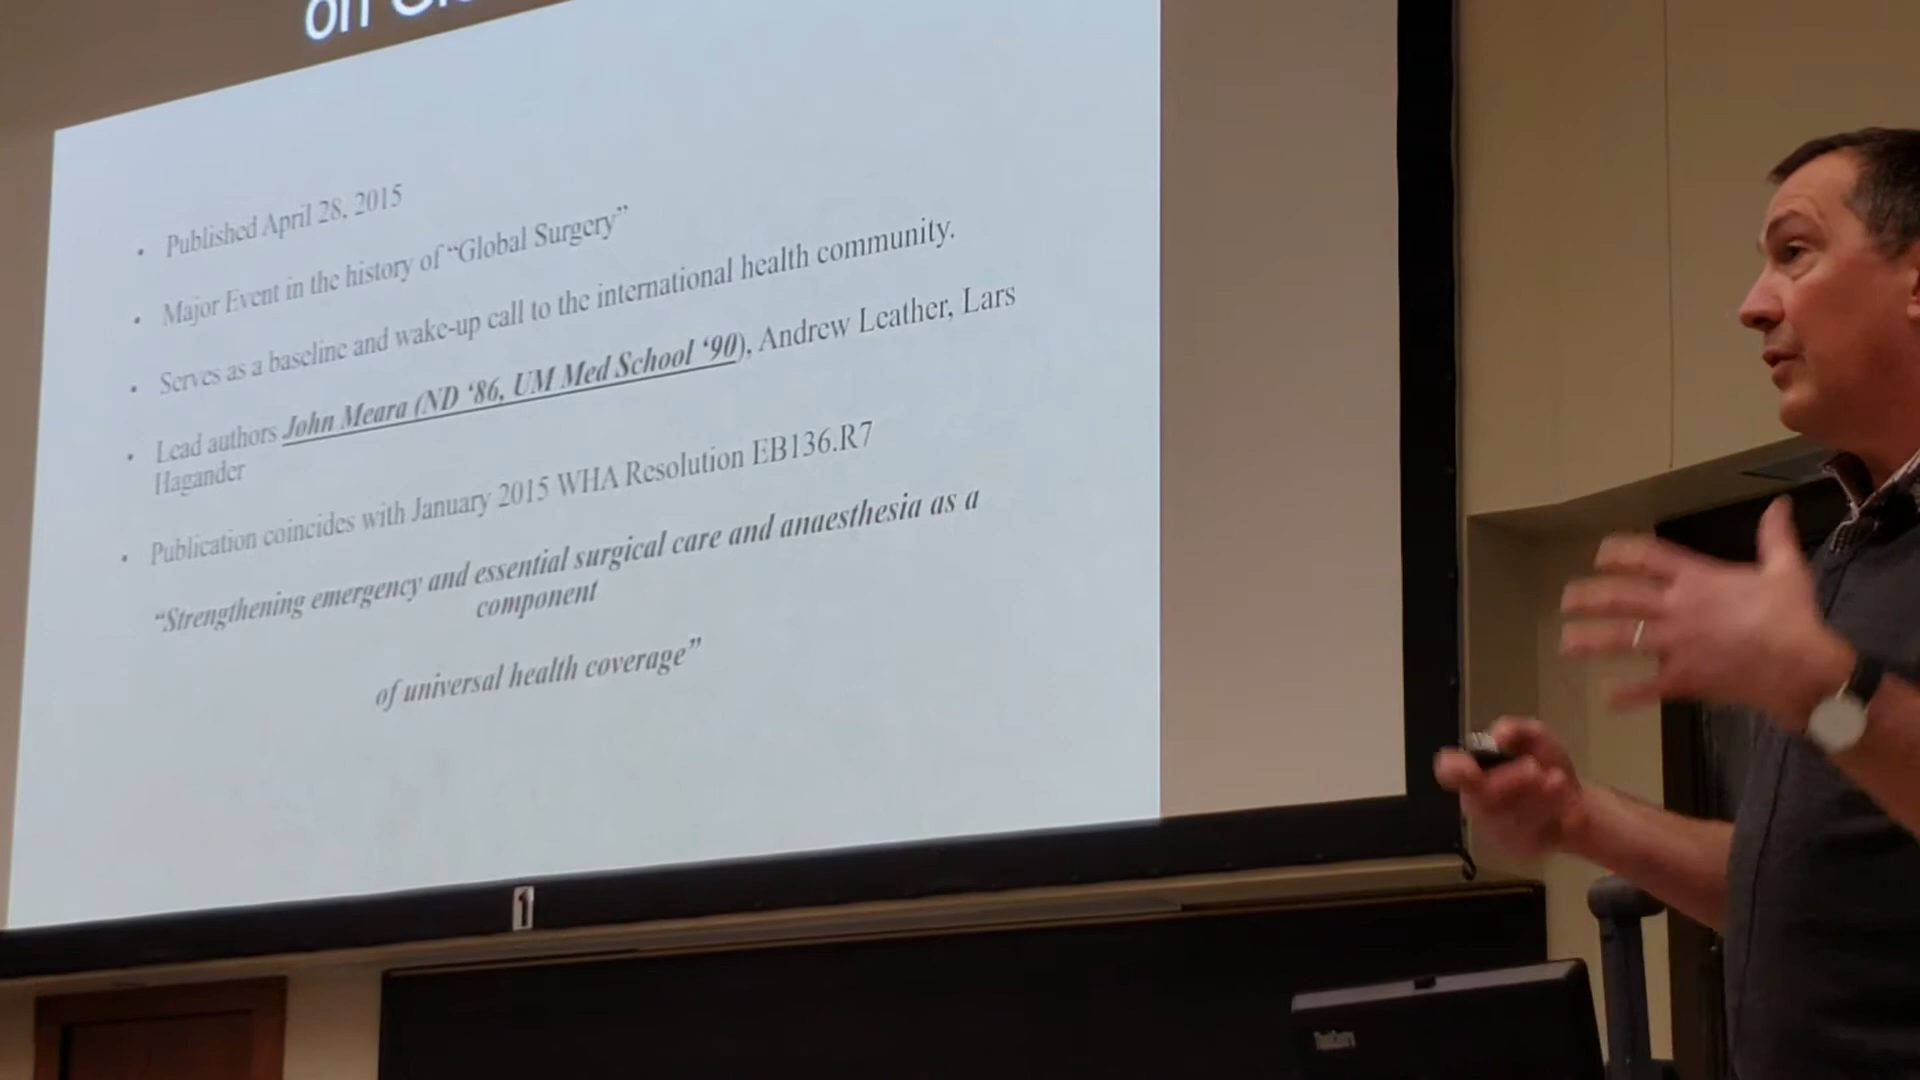 on
• Published April 28, 2015
• Major Event in the history of “Global Surgery”
• Serves as a baseline and wake-up call to the international health community.
• Lead authors John Meara (ND ‘86, UM Med School ‘90), Andrew Leather, Lars
Hagander
• Publication coincides with January 2015 WHA Resolution EB136.R7
“Strengthening emergency and essential surgical care and anaesthesia as a
component
of universal health coverage”
1